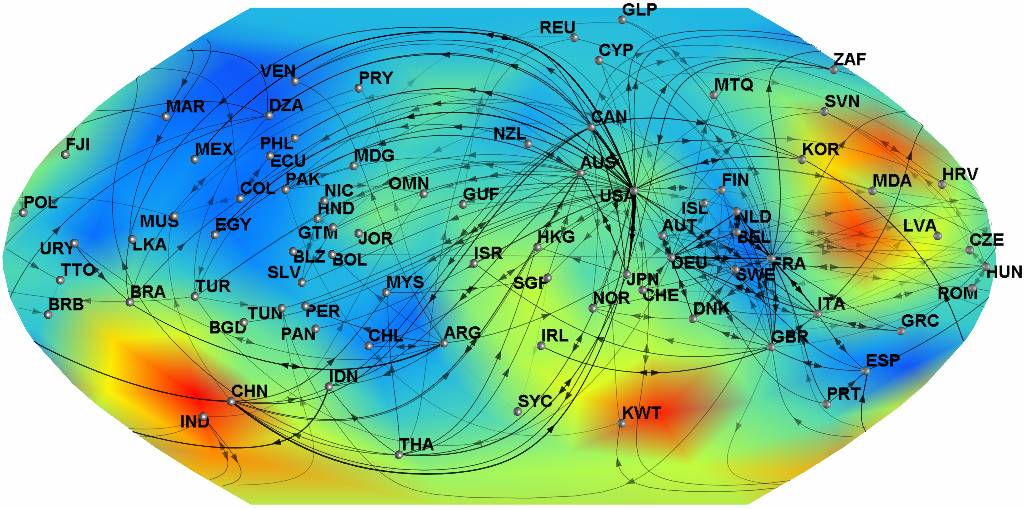 GLP
REU
CYP
ZAF
VEN
PRY
MTQ
MAR
DZA
SVN
CAN
FJI
PHL
NZL
KOR
MEX
ECU
MDG
AUS
PAK
OMN
COL
NIC
GUF
USA
FIN
MDA
HRV
POL
HND
ISL
NLD
MUS
EGY
GTM
JOR
HKG
AUT
BEL
LVA
URY
LKA
BLZ
BOL
ISR
DEU
FRA
CZE
TTO
SLV
SWE
HUN
BRA
TUR
MYS
SGP
JPN
CHE
ROM
BRB
TUN
PER
NOR
DNK
ITA
BGD
PAN
CHL
ARG
IRL
GBR
GRC
ESP
IDN
CHN
PRT
IND
SYC
KWT
THA